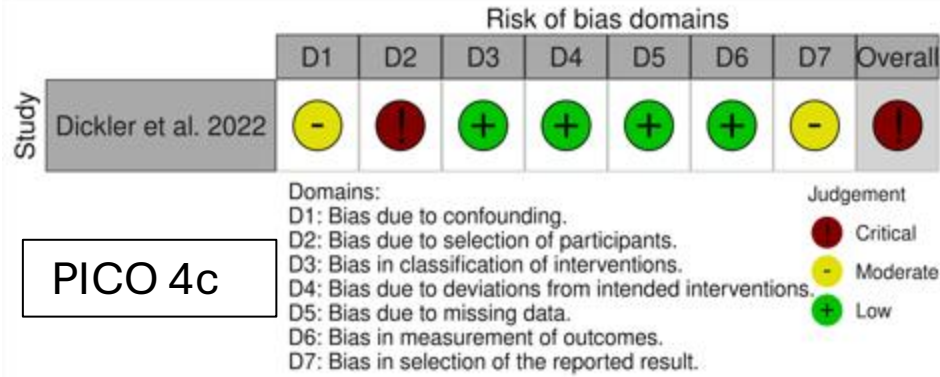 Risk of bias domains
D1 D2 D3 D4 D5 D6 D7 Overall
Study
Dickler et al. 2022 - ! + + + + - !
Domains:
D1: Bias due to confounding.
D2: Bias due to selection of participants.
D3: Bias in classification of interventions.
D4: Bias due to deviations from intended interventions.
D5: Bias due to missing data.
D6: Bias in measurement of outcomes.
D7: Bias in selection of the reported result.
Judgement
! Critical
- Moderate
+ Low
PICO 4c